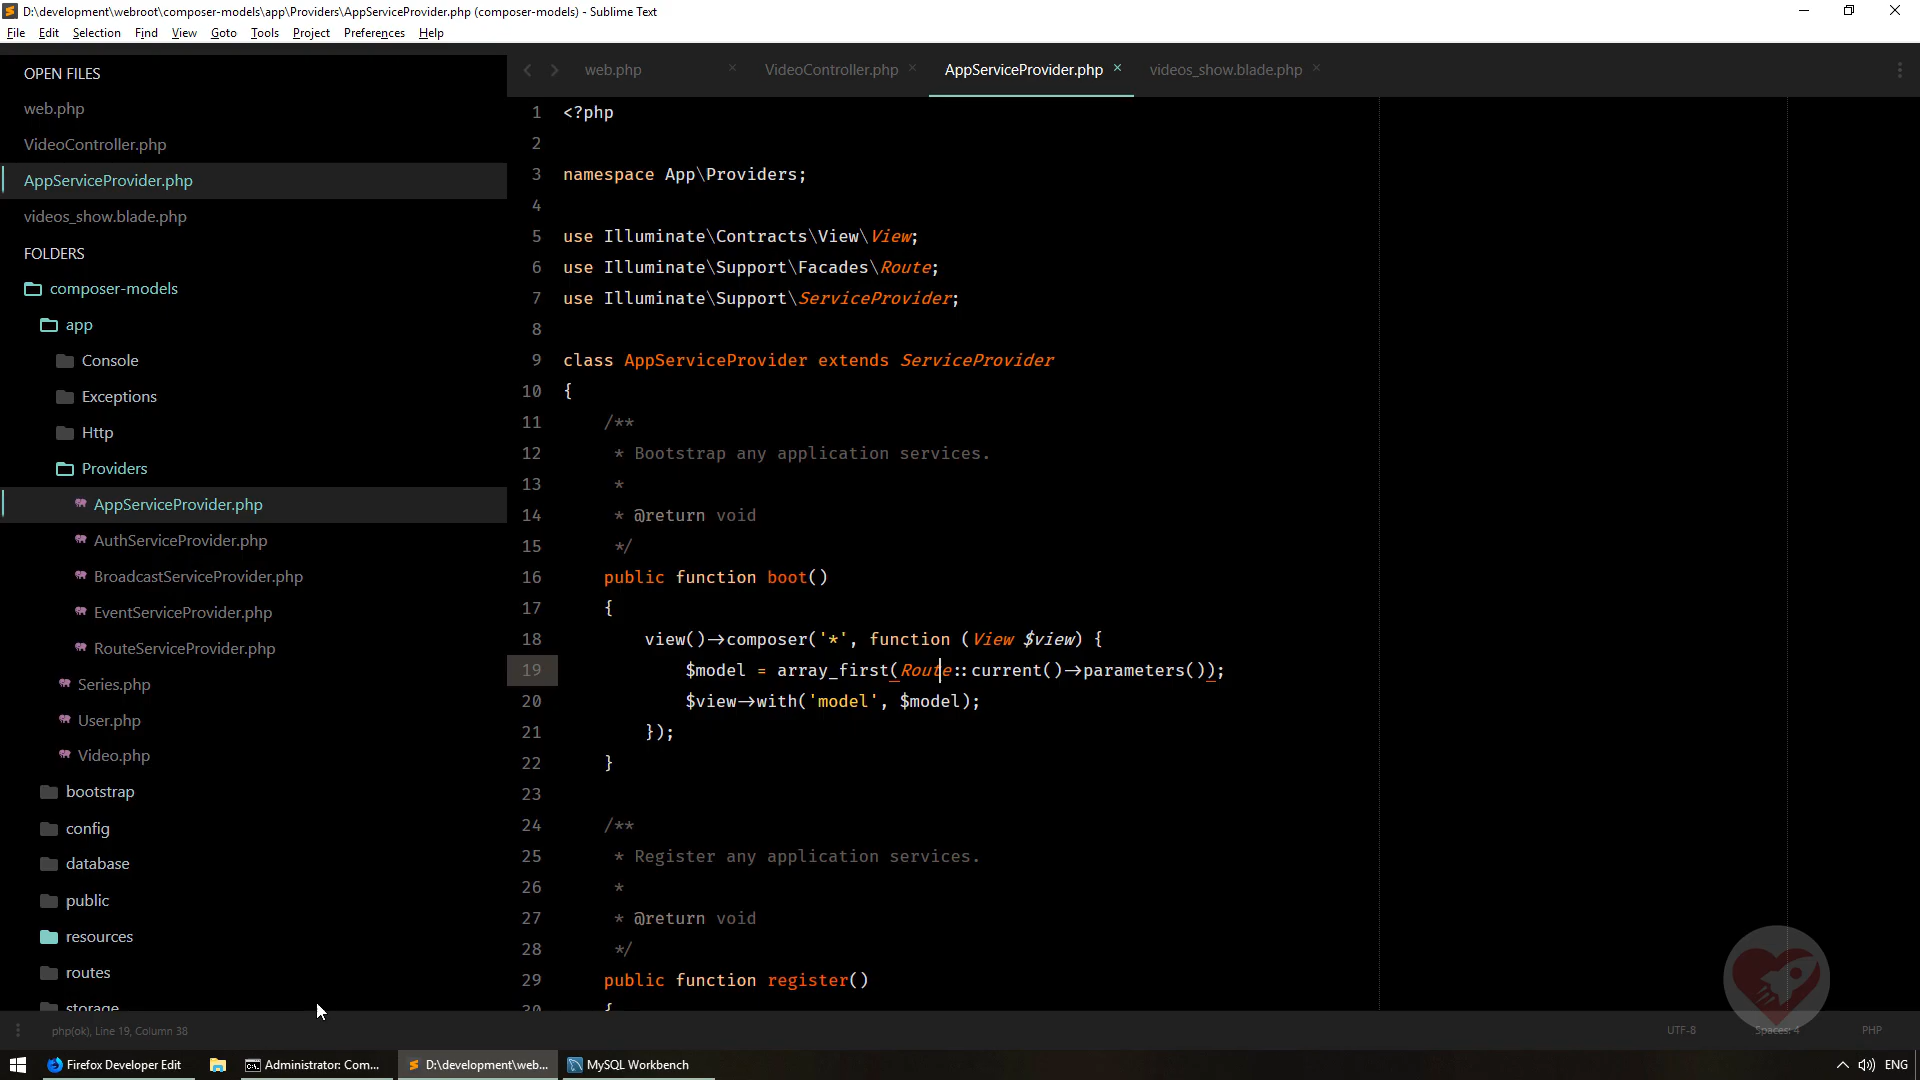 D:\development\webroot\composer-models\app\Providers\AppServiceProvider.php (composer-models) - Sublime Text
File Edit Selection Find View Goto Tools Project Preferences Help
OPEN FILES
web.php
VideoController.php
AppServiceProvider.php
videos_show.blade.php
FOLDERS
composer-models
app
Console
Exceptions
Http
Providers
AppServiceProvider.php
AuthServiceProvider.php
BroadcastServiceProvider.php
EventServiceProvider.php
RouteServiceProvider.php
Series.php
User.php
Video.php
bootstrap
config
database
public
resources
routes
storage
web.php × VideoController.php × AppServiceProvider.php × videos_show.blade.php ×
1 <?php
2
3 namespace App\Providers;
4
5 use Illuminate\Contracts\View\View;
6 use Illuminate\Support\Facades\Route;
7 use Illuminate\Support\ServiceProvider;
8
9 class AppServiceProvider extends ServiceProvider
10 {
11 /**
12 * Bootstrap any application services.
13 *
14 * @return void
15 */
16 public function boot()
17 {
18 view()->composer('*', function (View $view) {
19 $model = array_first(Route::current()->parameters());
20 $view->with('model', $model);
21 });
22 }
23
24 /**
25 * Register any application services.
26 *
27 * @return void
28 */
29 public function register()
30 {
php(ok), Line 19, Column 38
UTF-8 Spaces: 4 PHP
Firefox Developer Edit Administrator: Com... D:\development\web... MySQL Workbench ENG